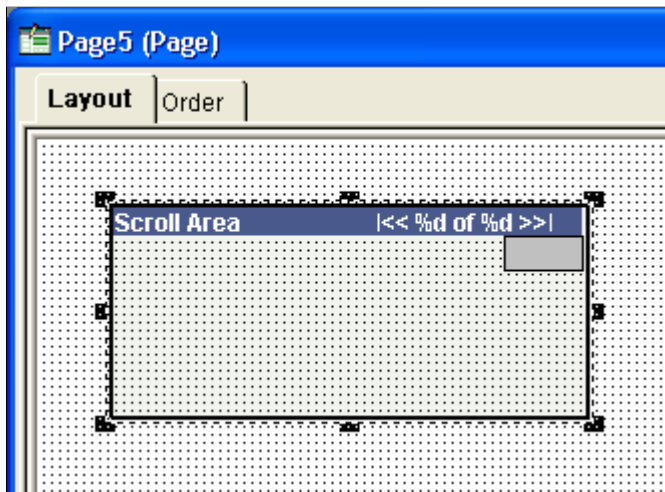 Page5 (Page)
Layout Order
Scroll Area |<< %d of %d >>|